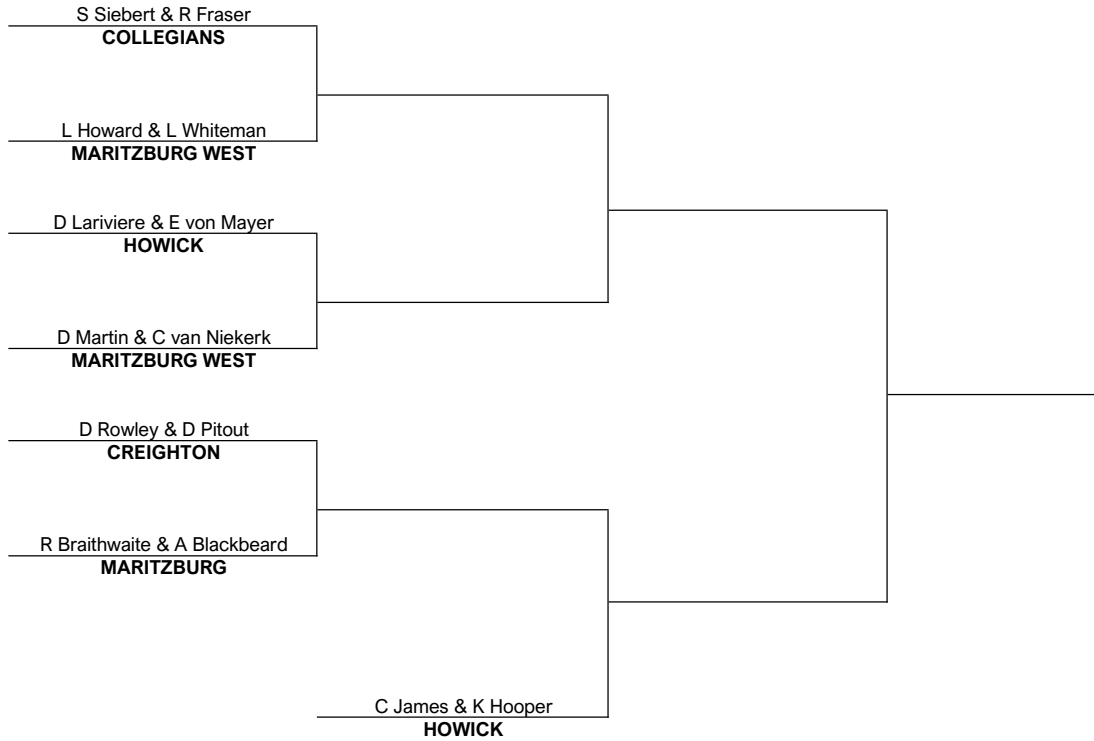 S Siebert & R Fraser
COLLEGIANS
L Howard & L Whiteman
MARITZBURG WEST
D Lariviere & E von Mayer
HOWICK
D Martin & C van Niekerk
MARITZBURG WEST
D Rowley & D Pitout
CREIGHTON
R Braithwaite & A Blackbeard
MARITZBURG
C James & K Hooper
HOWICK